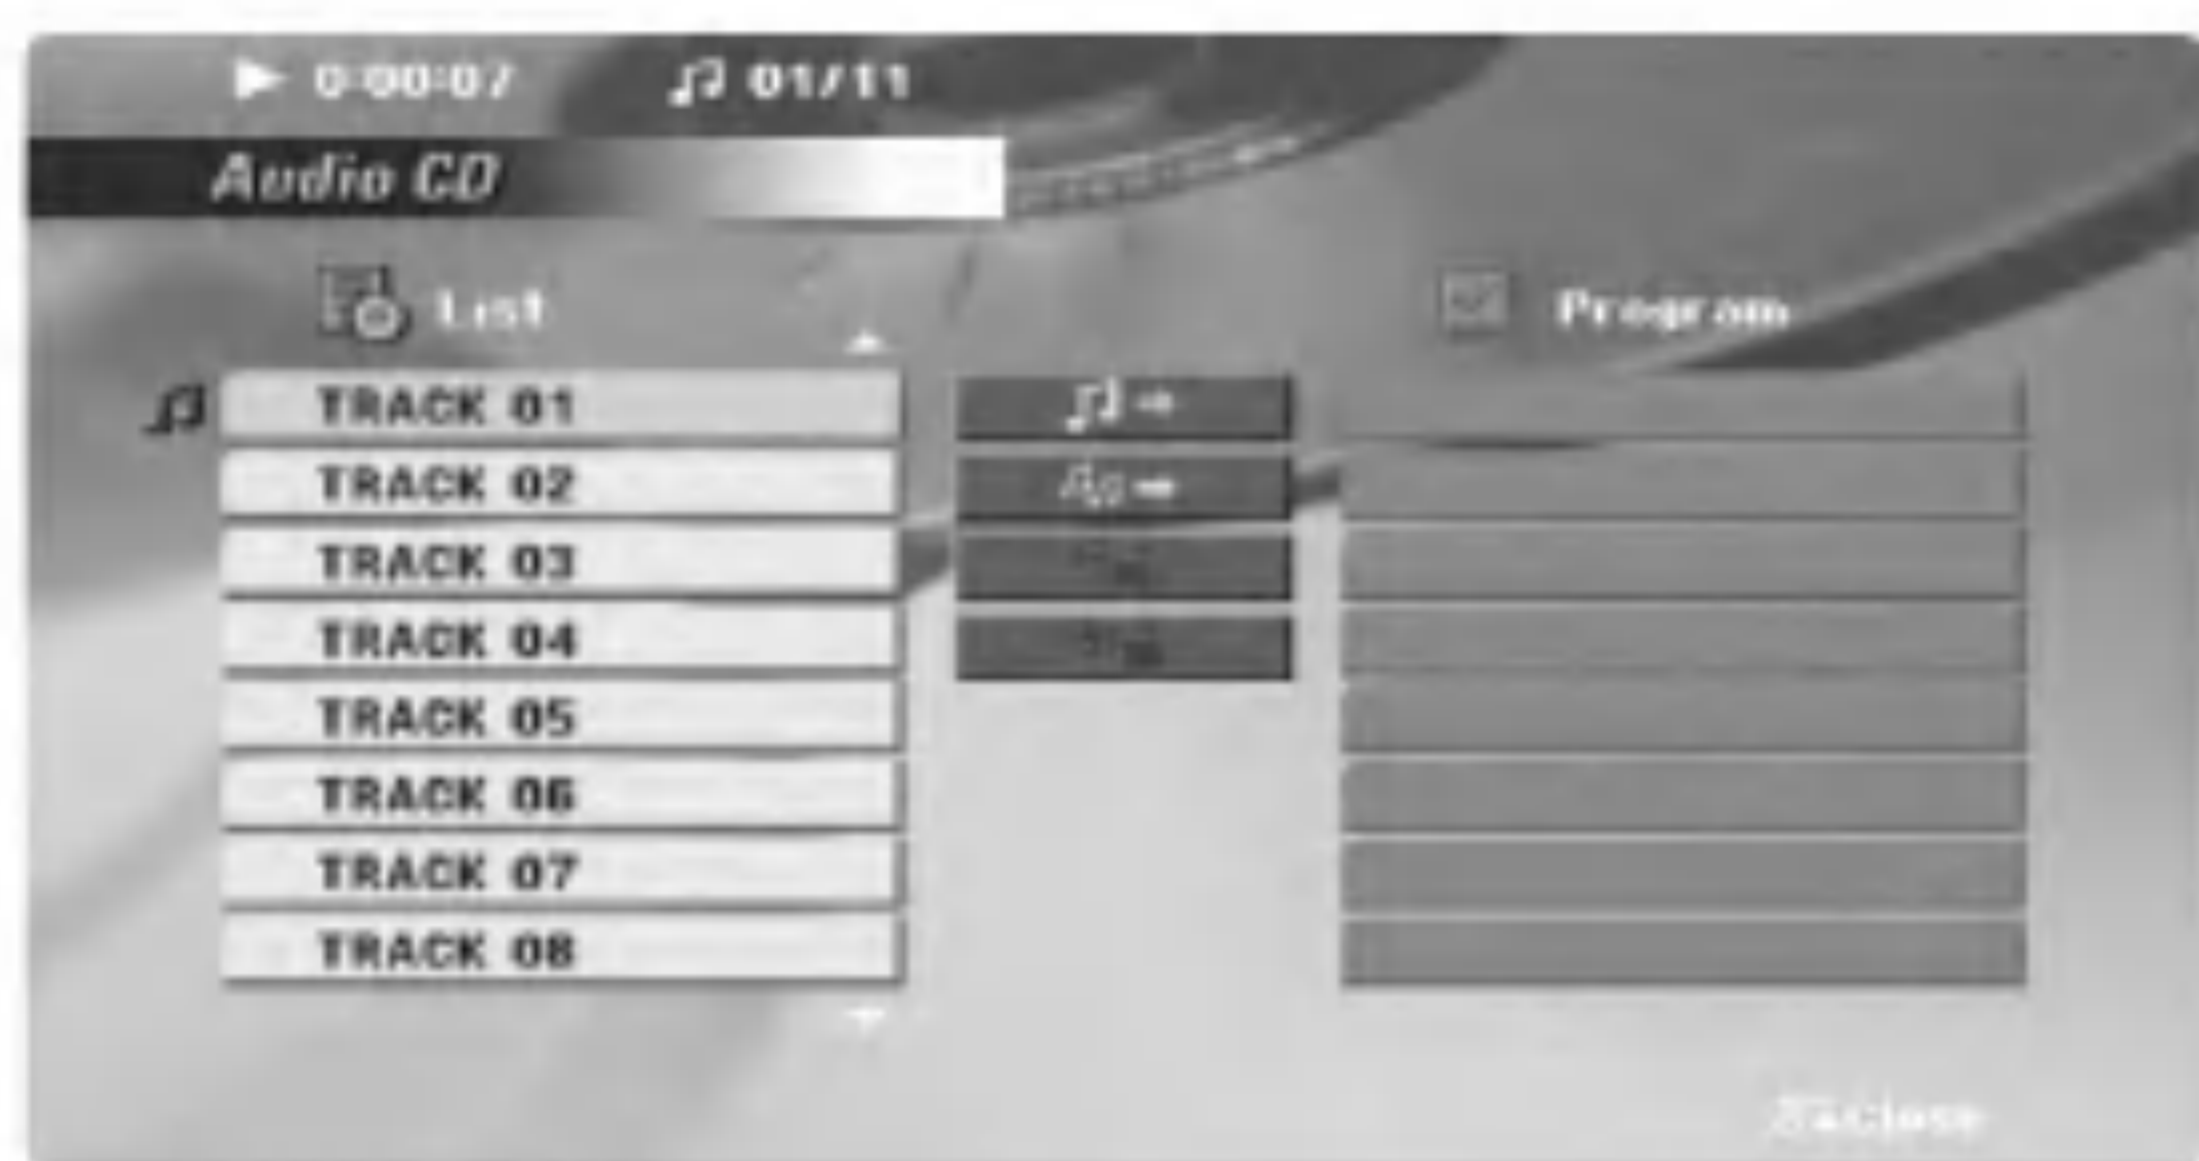 0:00:07 01/11
Audio CD
List
Program
TRACK 01
TRACK 02
TRACK 03
TRACK 04
TRACK 05
TRACK 06
TRACK 07
TRACK 08
Close